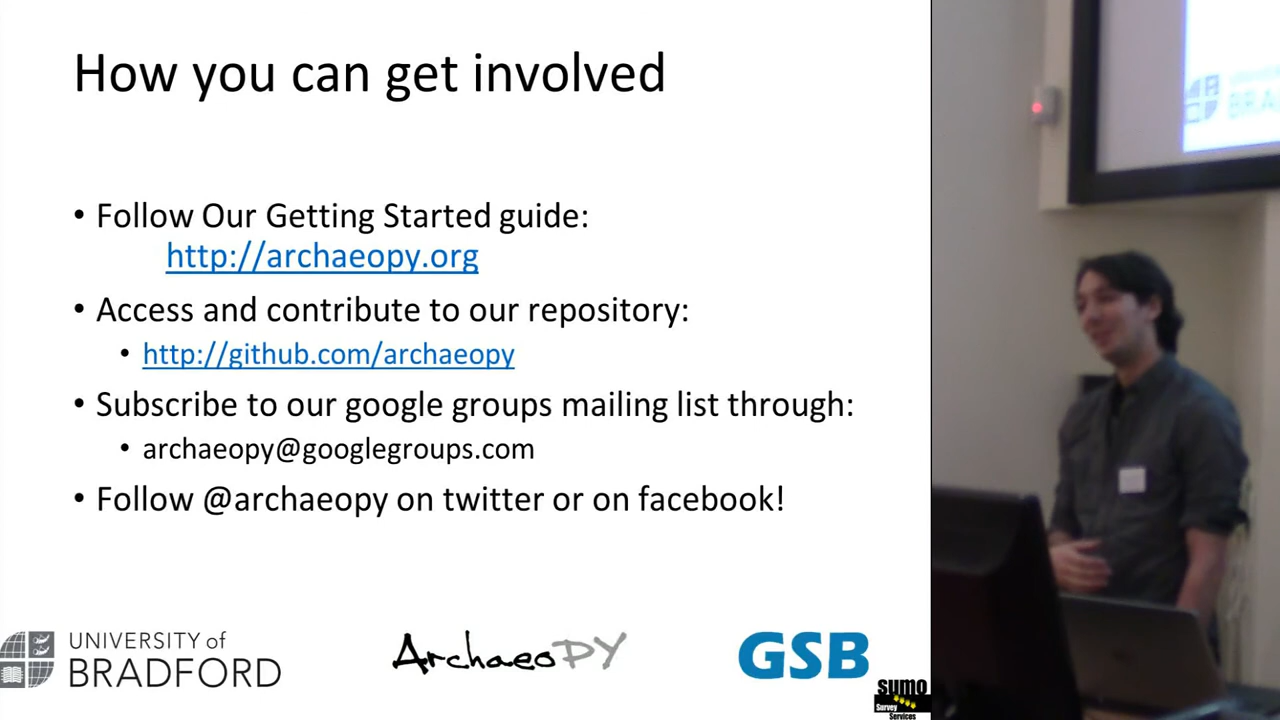 How you can get involved
• Follow Our Getting Started guide:
http://archaeopy.org
• Access and contribute to our repository:
• http://github.com/archaeopy
• Subscribe to our google groups mailing list through:
• archaeopy@googlegroups.com
• Follow @archaeopy on twitter or on facebook!
UNIVERSITY of
BRADFORD
ArchaeoPY
GSB
sumo
Survey
Services
BRA